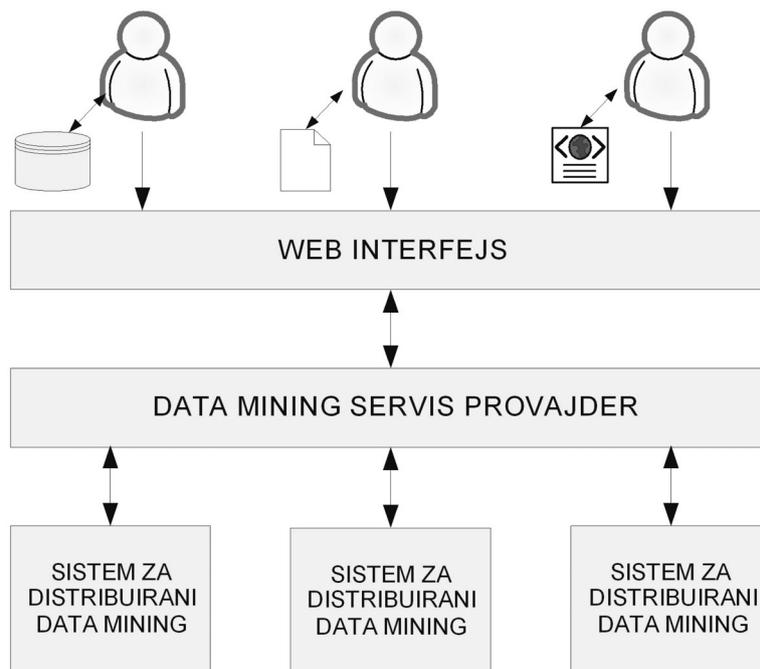 WEB INTERFEJS
DATA MINING SERVIS PROVAJDER
SISTEM ZA
DISTRIBUIRANI
DATA MINING
SISTEM ZA
DISTRIBUIRANI
DATA MINING
SISTEM ZA
DISTRIBUIRANI
DATA MINING